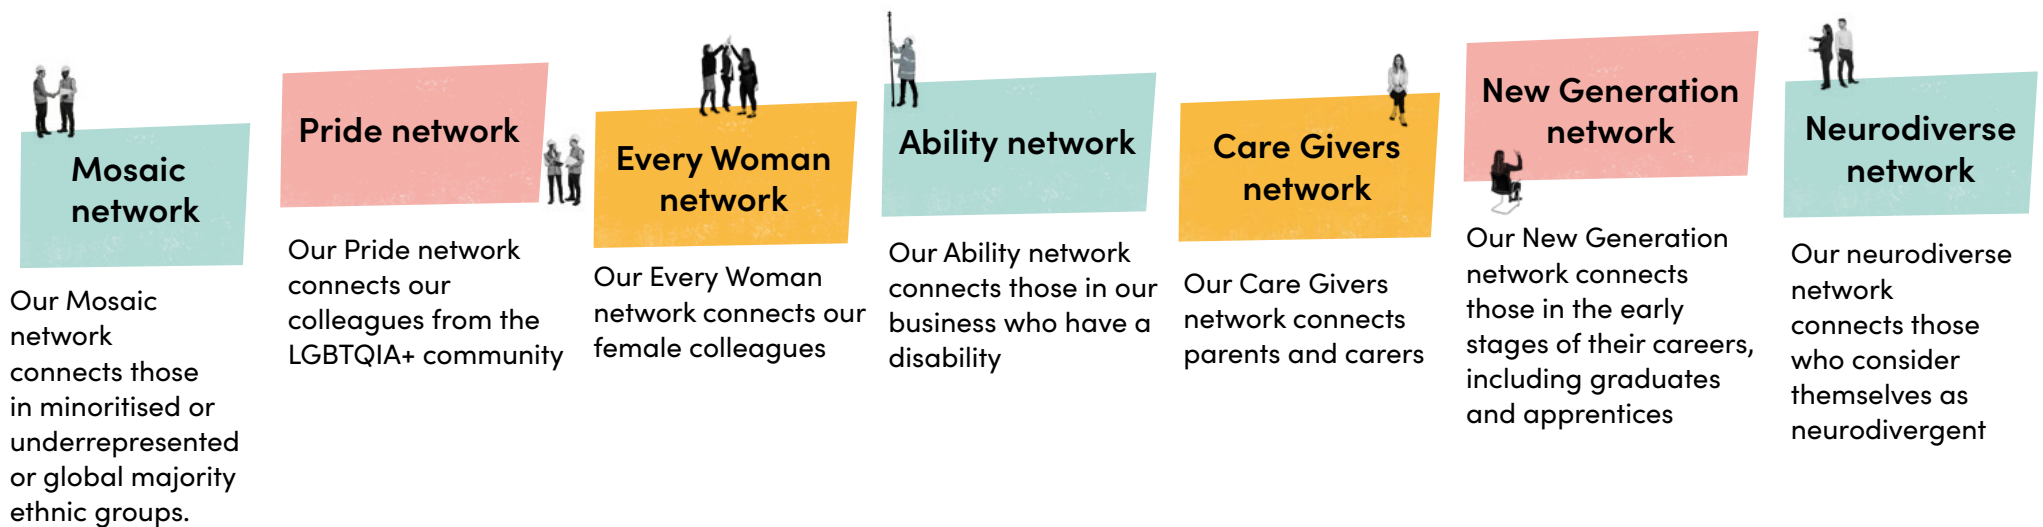 Mosaic
network
Our Mosaic
network
connects those
in minoritised or
underrepresented
or global majority
ethnic groups.
Pride network
Our Pride network
connects our
colleagues from the
LGBTQIA+ community
Every Woman
network
Our Every Woman
network connects our
female colleagues
Ability network
Our Ability network
connects those in our
business who have a
disability
Care Givers
network
Our Care Givers
network connects
parents and carers
New Generation
network
Our New Generation
network connects
those in the early
stages of their careers,
including graduates
and apprentices
Neurodiverse
network
Our neurodiverse
network
connects those
who consider
themselves as
neurodivergent